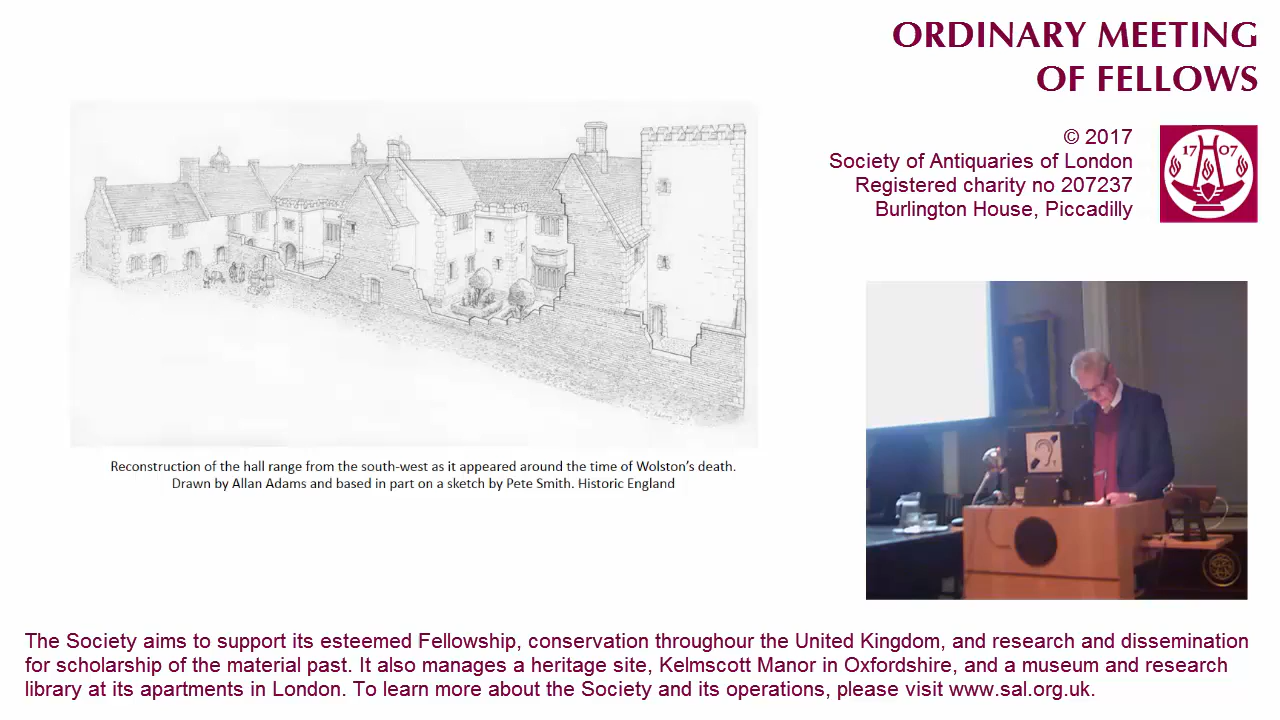 ORDINARY MEETING
OF FELLOWS
© 2017
Society of Antiquaries of London
Registered charity no 207237
Burlington House, Piccadilly
17 07
Reconstruction of the hall range from the south-west as it appeared around the time of Wolston's death.
Drawn by Allan Adams and based in part on a sketch by Pete Smith. Historic England
The Society aims to support its esteemed Fellowship, conservation throughour the United Kingdom, and research and dissemination
for scholarship of the material past. It also manages a heritage site, Kelmscott Manor in Oxfordshire, and a museum and research
library at its apartments in London. To learn more about the Society and its operations, please visit www.sal.org.uk.